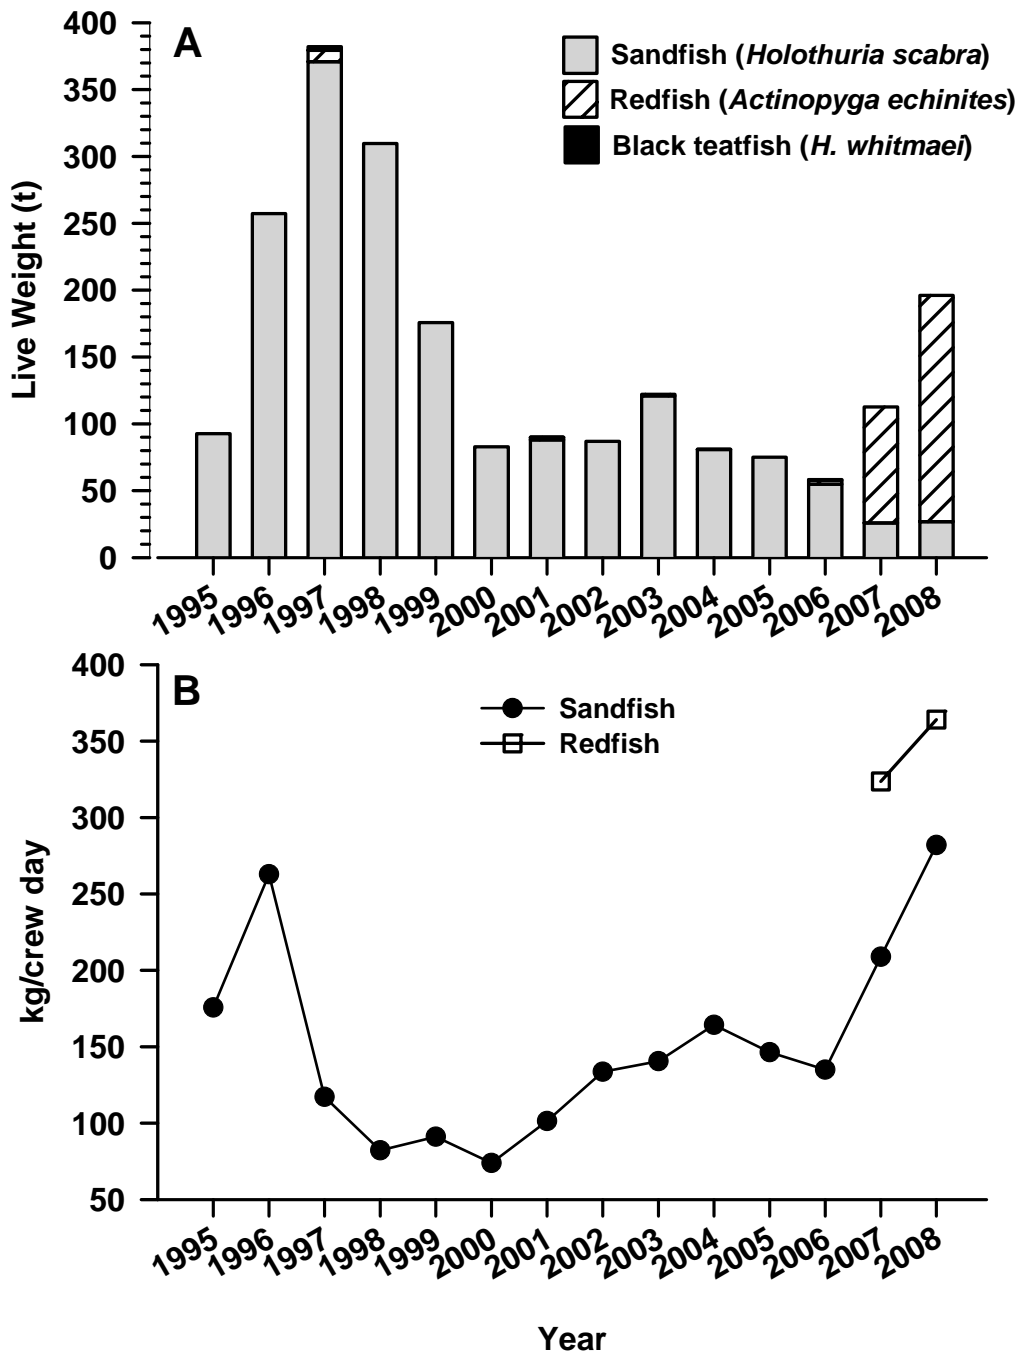 A
Sandfish (Holothuria scabra)
Redfish (Actinopyga echinites)
Black teatfish (H. whitmaei)
Live Weight (t)
400
350
300
250
200
150
100
50
0
1995 1996 1997 1998 1999 2000 2001 2002 2003 2004 2005 2006 2007 2008
B
Sandfish
Redfish
kg/crew day
400
350
300
250
200
150
100
50
1995 1996 1997 1998 1999 2000 2001 2002 2003 2004 2005 2006 2007 2008
Year